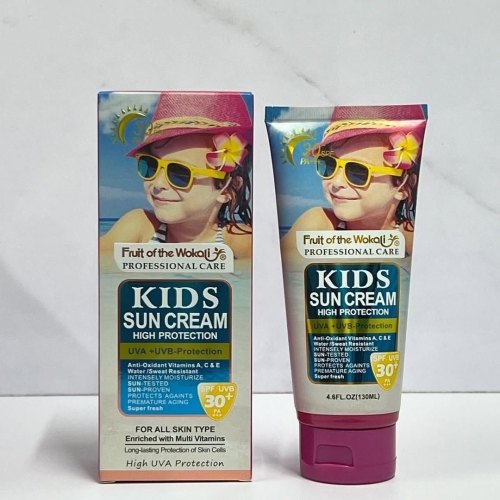 Fruit of the Wokali
PROFESSIONAL CARE
KIDS
SUN CREAM
HIGH PROTECTION
UVA +UVB-Protection
Anti-Oxidant Vitamins A, C & E
Water /Sweat Resistant
INTENSELY MOISTURIZE
SUN-TESTED
SUN-PROVEN
PROTECTS AGAINTS
PREMATURE AGING
Super fresh
SPF UVB
30+
PA
FOR ALL SKIN TYPE
Enriched with Multi Vitamins
Long-lasting Protection of Skin Cells
High UVA Protection
30 SPF
Fruit of the Wokali
PROFESSIONAL CARE
KIDS
SUN CREAM
HIGH PROTECTION
UVA +UVB-Protection
Anti-Oxidant Vitamins A, C & E
Water /Sweat Resistant
INTENSELY MOISTURIZE
SUN-TESTED
SUN-PROVEN
PROTECTS AGAINTS
PREMATURE AGING
Super fresh
SPF UVB
30+
PA
4.6FL.OZ(130ML)